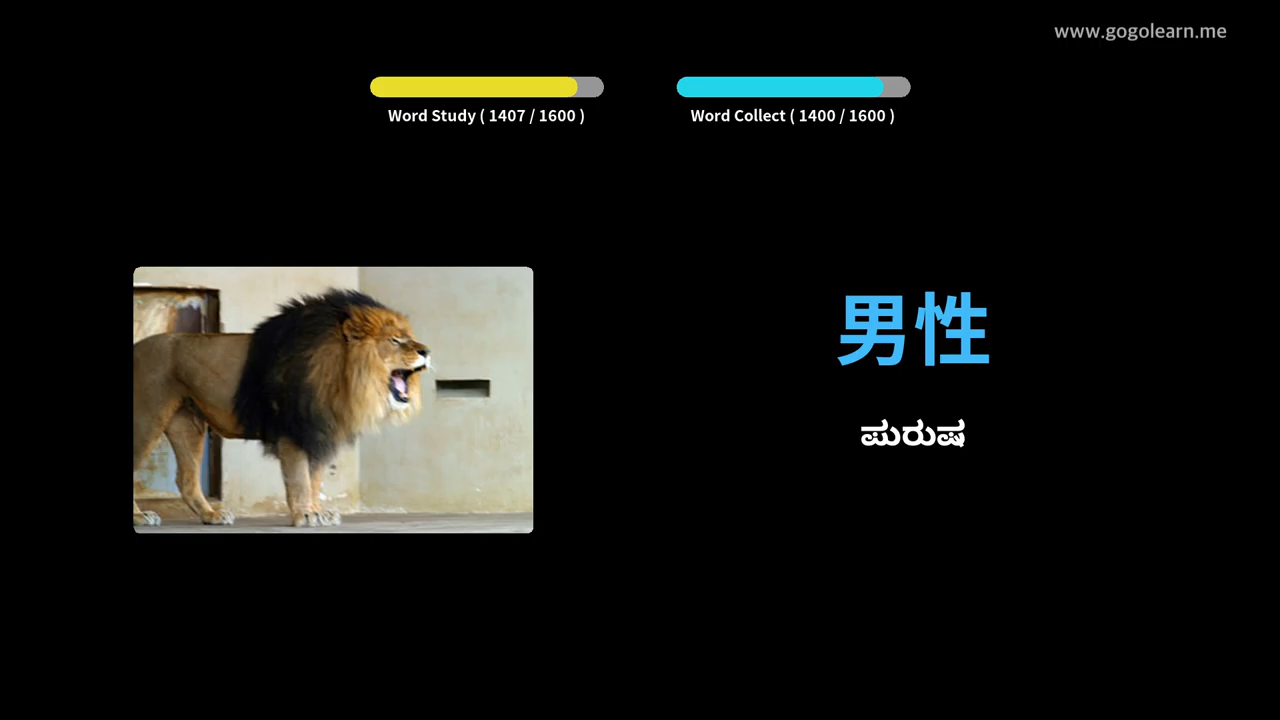 www.gogolearn.me
Word Study ( 1407 / 1600 )
Word Collect ( 1400 / 1600 )
男性
ಪುರುಷ